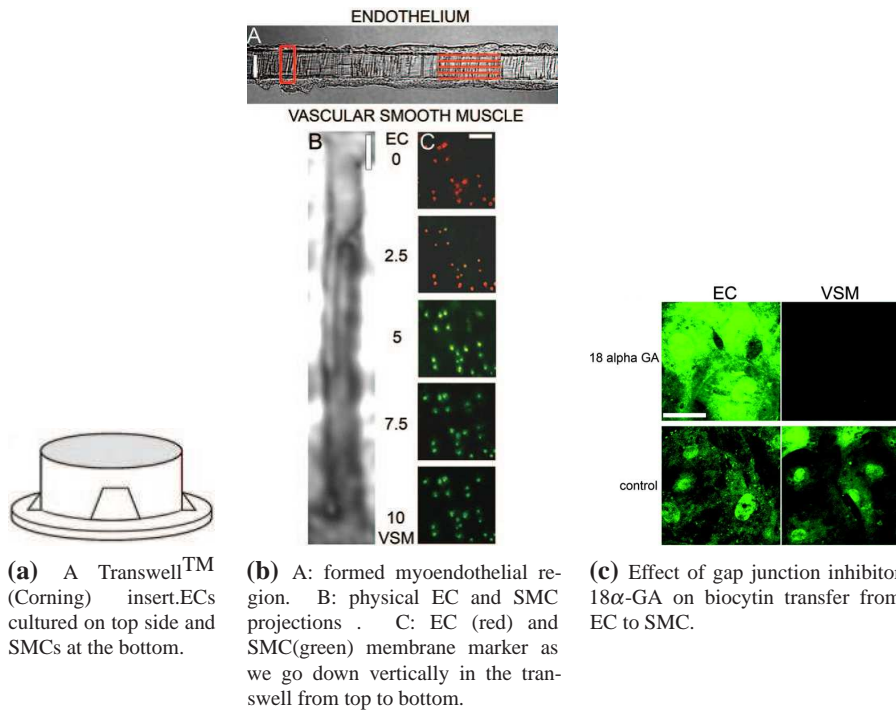 ENDOTHELIUM
A
VASCULAR SMOOTH MUSCLE
B
EC
C
0
2.5
5
7.5
10
VSM
EC
VSM
18 alpha GA
control
(a) A Transwell™
(Corning) insert.ECs
cultured on top side and
SMCs at the bottom.
(b) A: formed myoendothelial re-
gion. B: physical EC and SMC
projections . C: EC (red) and
SMC(green) membrane marker as
we go down vertically in the tran-
swell from top to bottom.
(c) Effect of gap junction inhibitor
18α-GA on biocytin transfer from
EC to SMC.